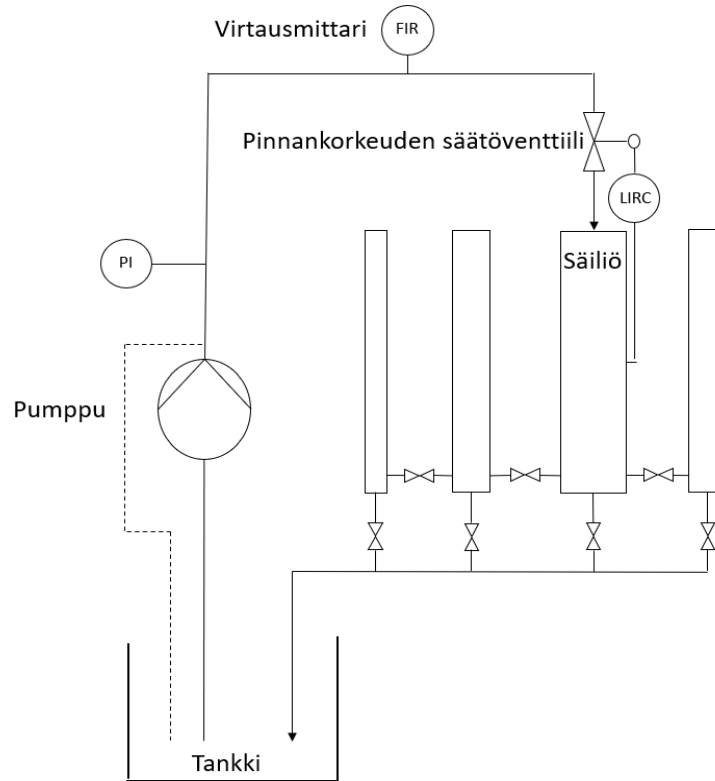 Virtausmittari
FIR
Pinnankorkeuden säätöventtiili
LIRC
PI
Säiliö
Pumppu
Tankki